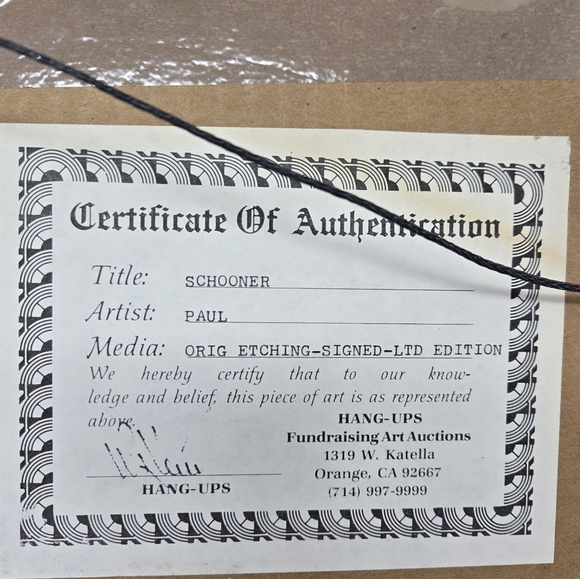 Certificate Of Authentication
Title: SCHOONER
Artist: PAUL
Media: ORIG ETCHING-SIGNED-LTD EDITION
We hereby certify that to our know-
ledge and belief, this piece of art is as represented
above.
HANG-UPS
Fundraising Art Auctions
1319 W. Katella
Orange, CA 92667
(714) 997-9999
HANG-UPS